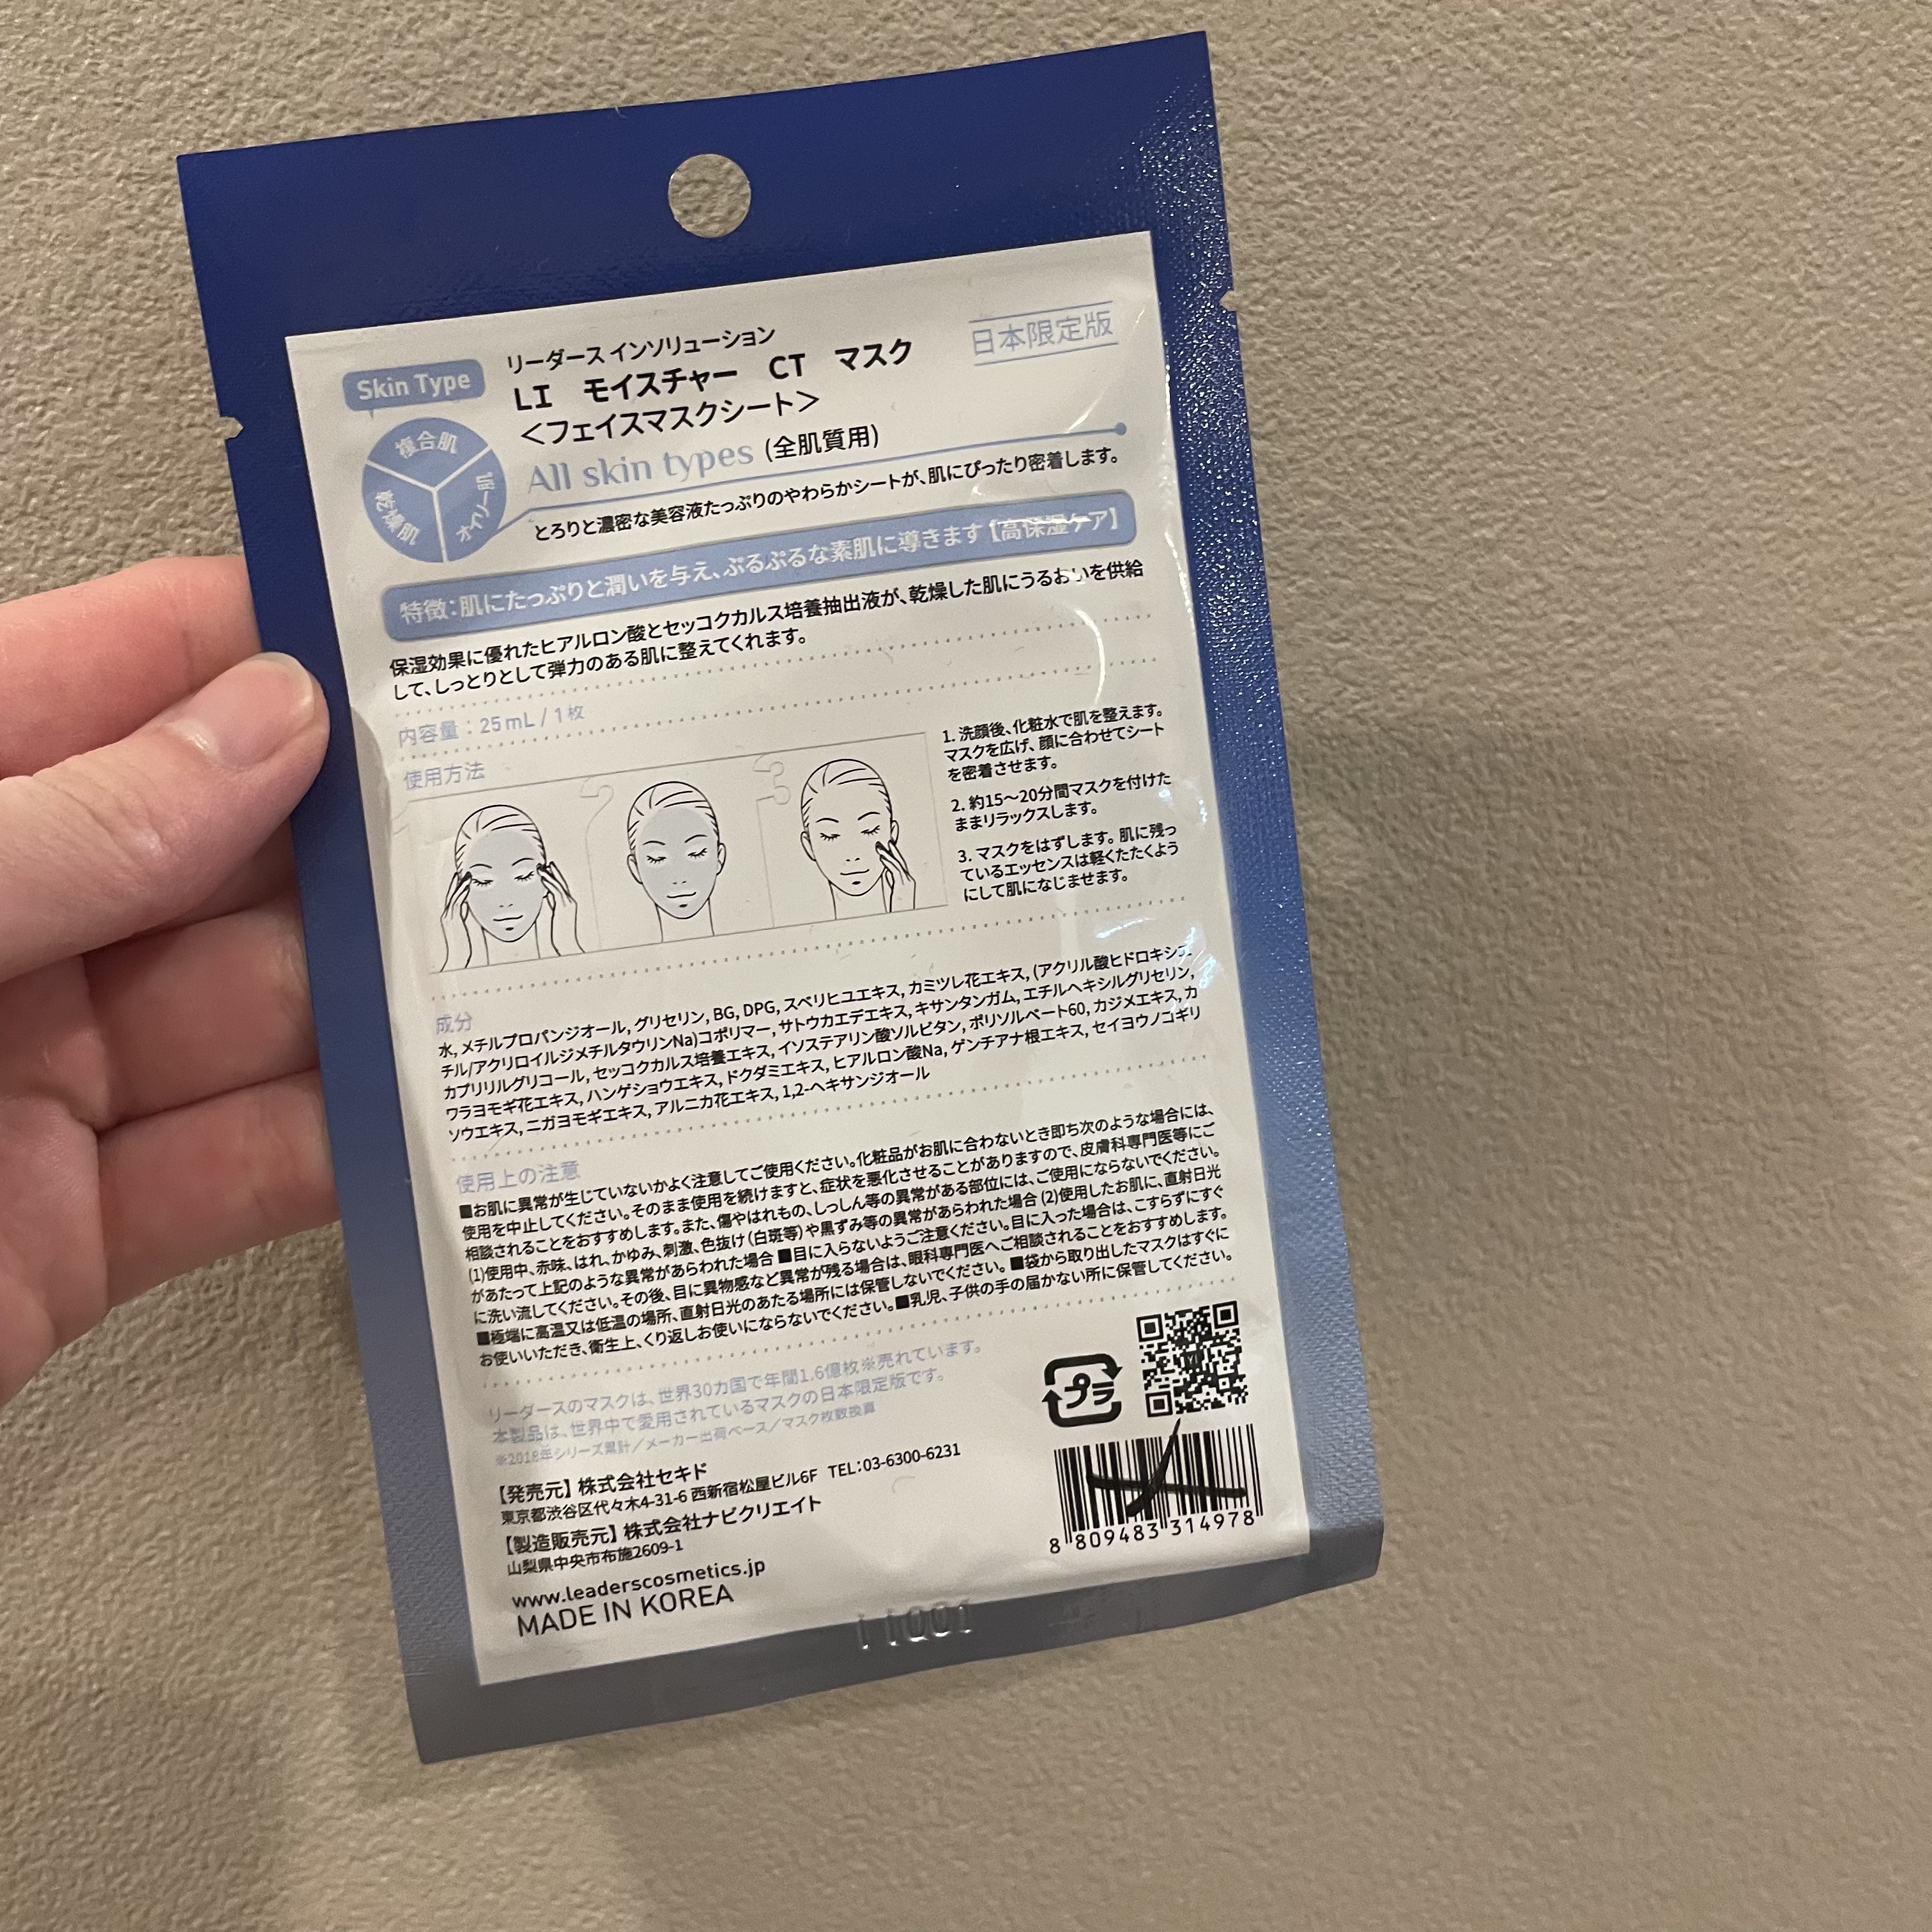 Skin Type
複合肌
オイリー肌
乾燥肌
リーダース インソリューション
LI モイスチャー CT マスク
＜フェイスマスクシート＞
日本限定版
All skin types (全肌質用)
とろりと濃密な美容液たっぷりのやわらかシートが、肌にぴったり密着します。
特徴：肌にたっぷりと潤いを与え、ぷるぷるな素肌に導きます【高保湿ケア】
保湿効果に優れたヒアルロン酸とセッコクカルス培養抽出液が、乾燥した肌にうるおいを供給
して、しっとりとして弾力のある肌に整えてくれます。
内容量：25mL / 1枚
使用方法
1
2
3
1. 洗顔後、化粧水で肌を整えます。
マスクを広げ、顔に合わせてシート
を密着させます。
2. 約15～20分間マスクを付けた
ままリラックスします。
3. マスクをはずします。肌に残っ
ているエッセンスは軽くたたくよう
にして肌になじませます。
成分
水, メチルプロパンジオール, グリセリン, BG, DPG, スベリヒユエキス, カミツレ花エキス, (アクリル酸ヒドロキシエ
チル/アクリロイルジメチルタウリンNa)コポリマー, サトウカエデエキス, キサンタンガム, エチルヘキシルグリセリン,
カプリリルグリコール, セッコクカルス培養エキス, イソステアリン酸ソルビタン, ポリソルベート60, カジメエキス, カ
ワラヨモギ花エキス, ハンゲショウエキス, ドクダミエキス, ヒアルロン酸Na, ゲンチアナ根エキス, セイヨウノコギリ
ソウエキス, ニガヨモギエキス, アルニカ花エキス, 1,2-ヘキサンジオール
使用上の注意
■お肌に異常が生じていないかよく注意してご使用ください。化粧品がお肌に合わないとき即ち次のような場合には、
使用を中止してください。そのまま使用を続けますと、症状を悪化させることがありますので、皮膚科専門医等にご
相談されることをおすすめします。また、傷やはれもの、しっしん等の異常がある部位には、ご使用にならないでください。
(1)使用中、赤味、はれ、かゆみ、刺激、色抜け(白斑等)や黒ずみ等の異常があらわれた場合 (2)使用したお肌に、直射日光
があたって上記のような異常があらわれた場合 ■目に入らないようご注意ください。目に入った場合は、こすらずにすぐ
に洗い流してください。その後、目に異物感など異常が残る場合は、眼科専門医へご相談されることをおすすめします。
■極端に高温又は低温の場所、直射日光のあたる場所には保管しないでください。 ■袋から取り出したマスクはすぐに
お使いいただき、衛生上、くり返しお使いにならないでください。■乳児、子供の手の届かない所に保管してください。
リーダースのマスクは、世界30カ国で年間1.6億枚※売れています。
本製品は、世界中で愛用されているマスクの日本限定版です。
※2018年シリーズ累計／メーカー出荷ベース／マスク枚数換算
【発売元】株式会社セキド
東京都渋谷区代々木4-31-6 西新宿松屋ビル6F TEL：03-6300-6231
【製造販売元】株式会社ナビクリエイト
山梨県中央市布施2609-1
www.leaderscosmetics.jp
MADE IN KOREA
プラ
8 809483 314978